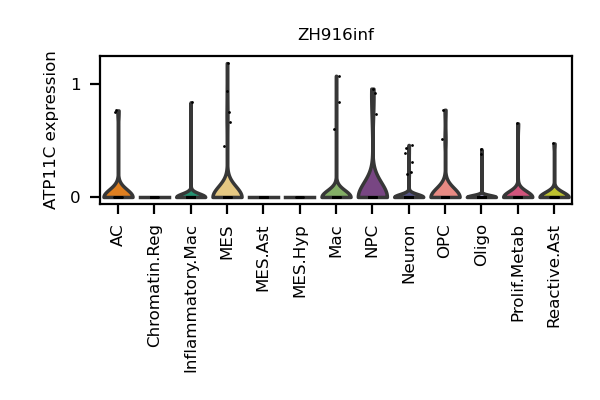 ZH916inf
ATP11C expression
1
0
AC
Chromatin.Reg
Inflammatory.Mac
MES
MES.Ast
MES.Hyp
Mac
NPC
Neuron
OPC
Oligo
Prolif.Metab
Reactive.Ast